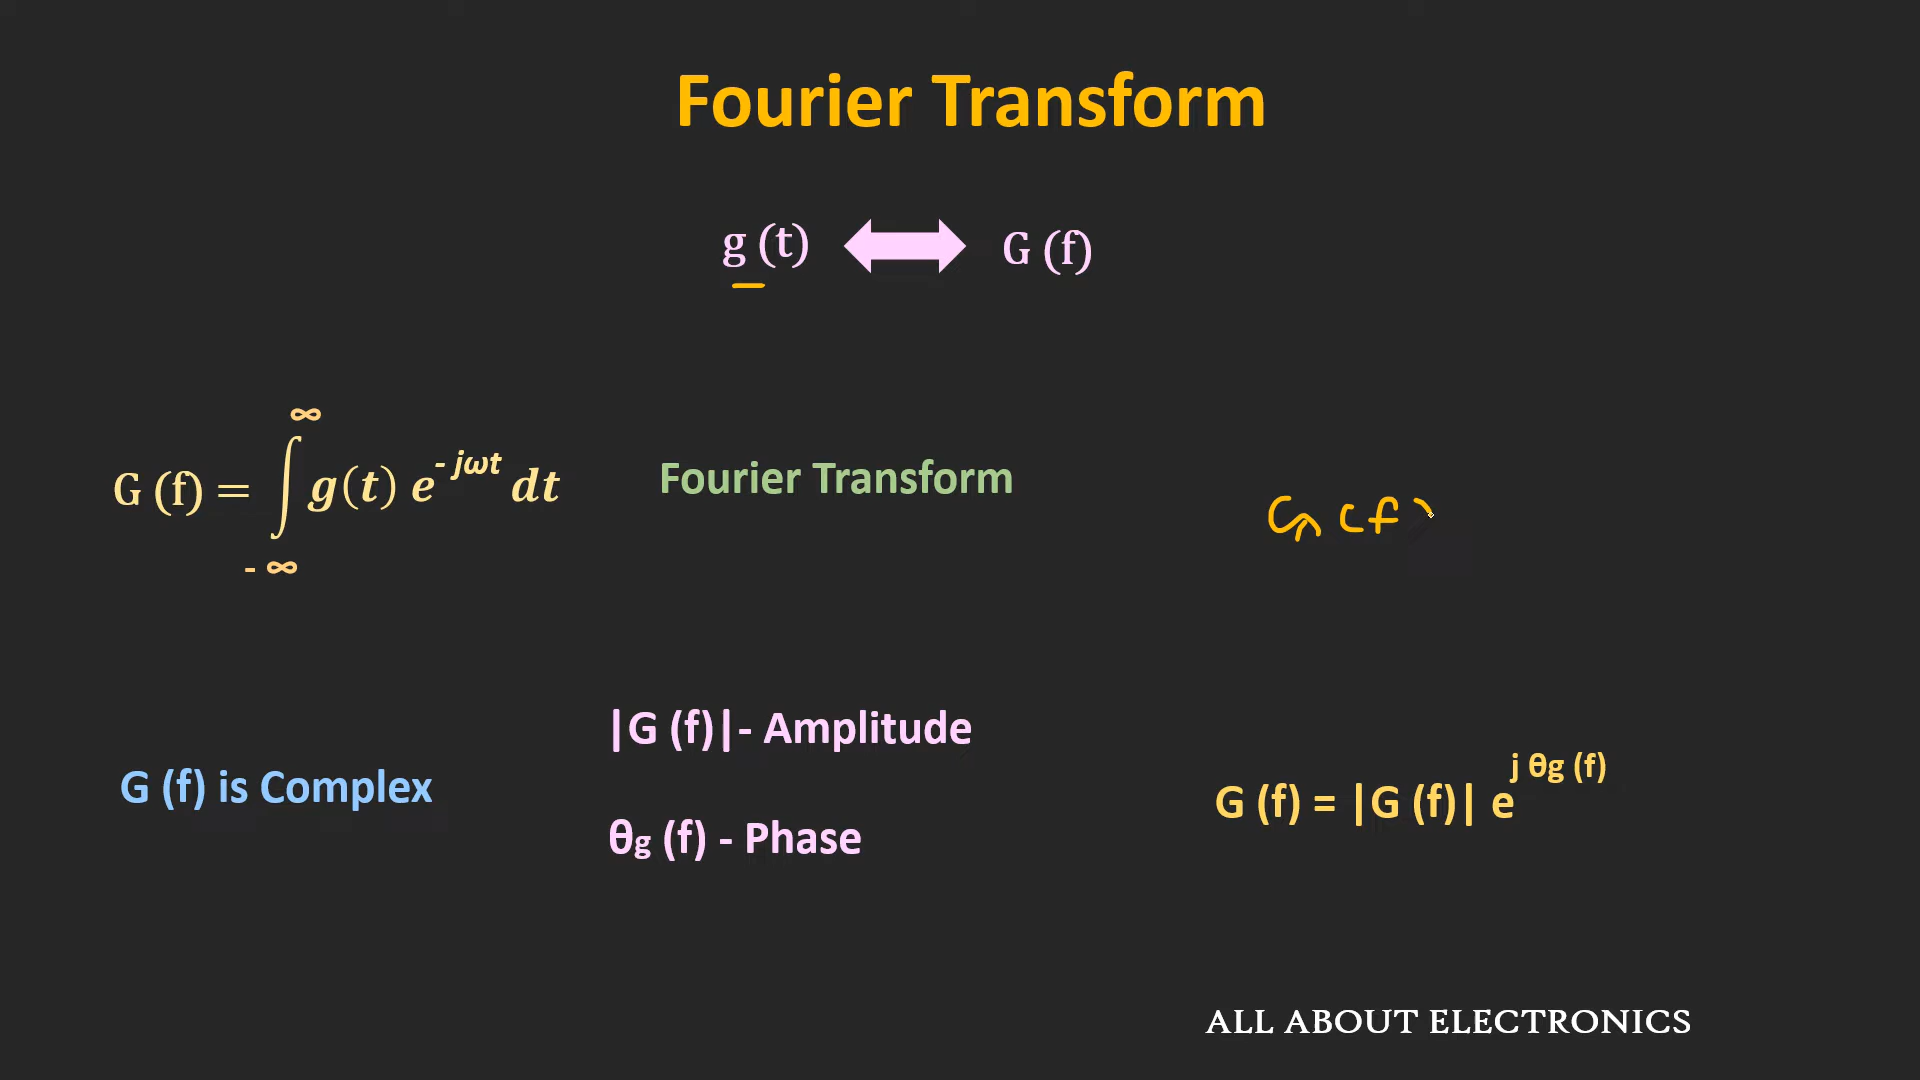 Fourier Transform
g (t) ⟺ G (f)
G (f) = ∫_{-∞}^{∞} g(t) e^{- jωt} dt
Fourier Transform
G (f)
G (f) is Complex
|G (f)| - Amplitude
θg (f) - Phase
G (f) = |G (f)| e^{j θg (f)}
ALL ABOUT ELECTRONICS